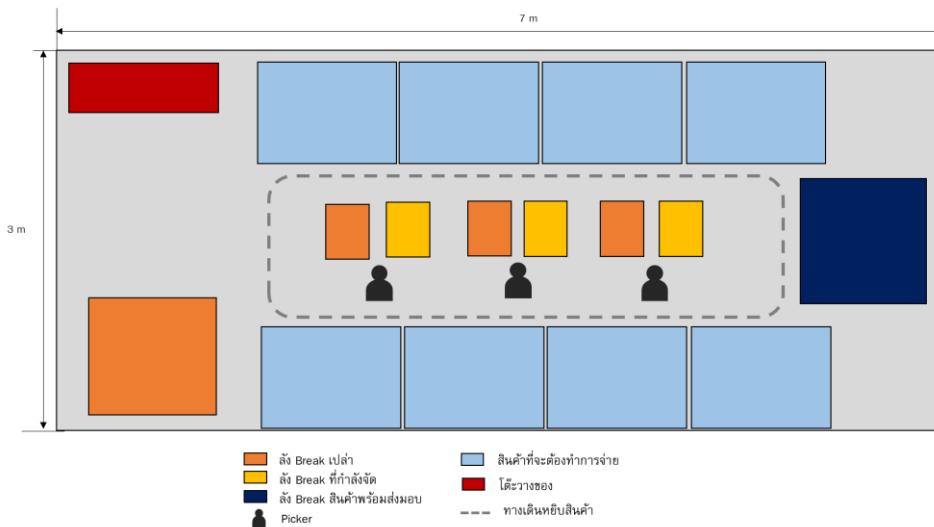 7 m
3 m
ลัง Break เปล่า
ลัง Break ที่กำลังจัด
ลัง Break สินค้าพร้อมส่งมอบ
Picker
สินค้าที่จะต้องทำการจ่าย
โต๊ะวางของ
ทางเดินหยิบสินค้า